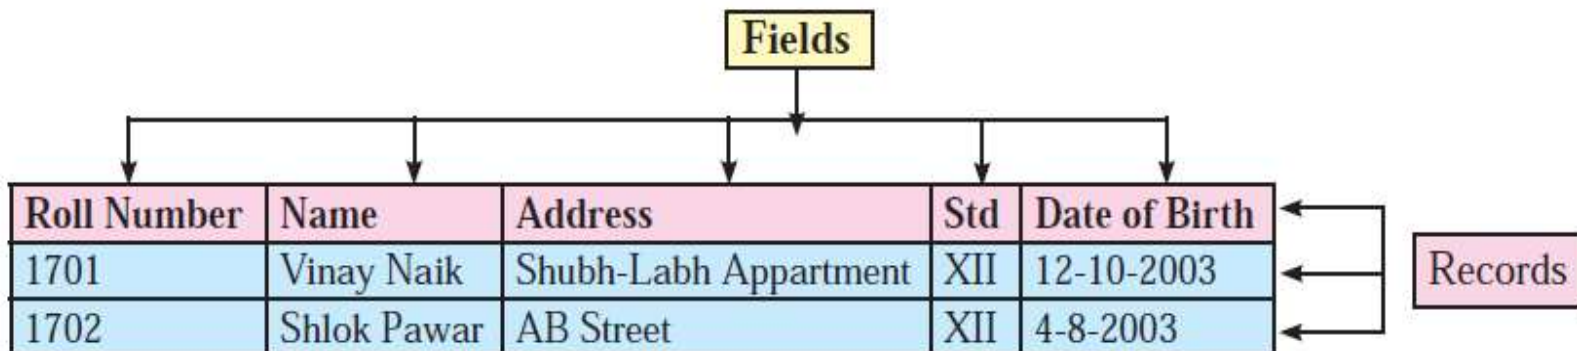 Fields
Roll Number Name Address Std Date of Birth
1701 Vinay Naik Shubh-Labh Appartment XII 12-10-2003
Records
1702 Shlok Pawar AB Street XII 4-8-2003